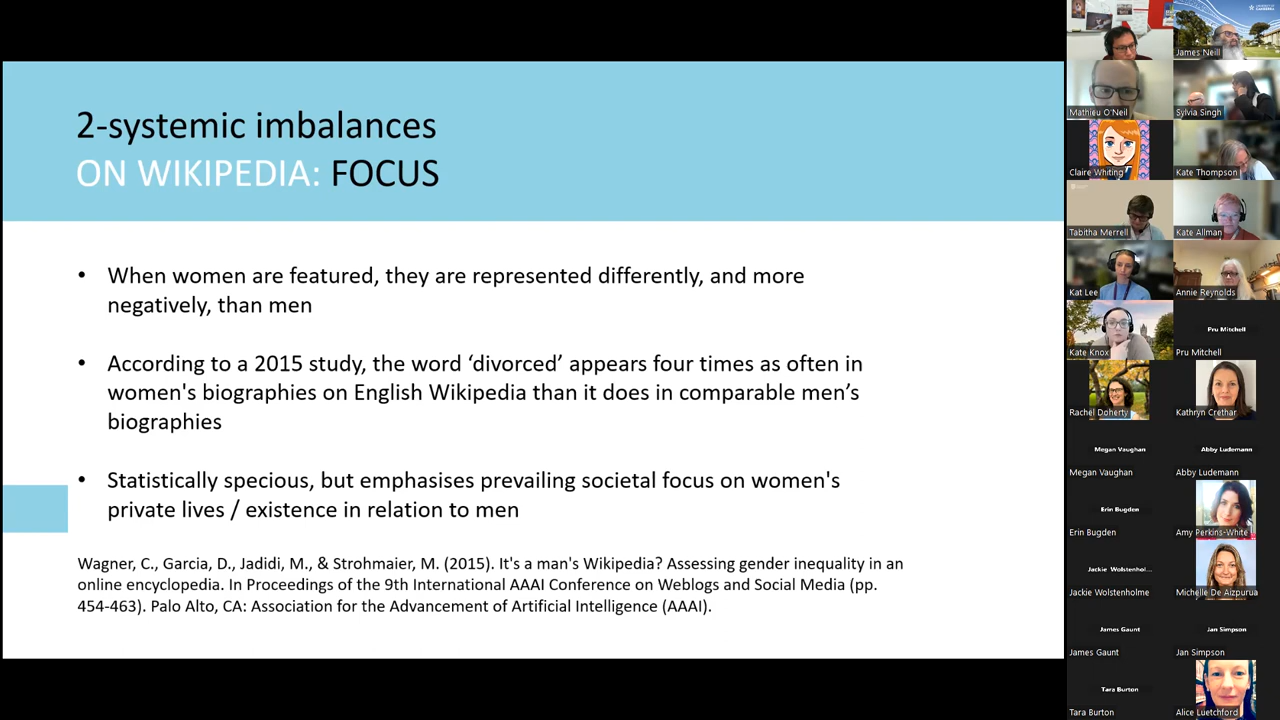 2-systemic imbalances
ON WIKIPEDIA: FOCUS
• When women are featured, they are represented differently, and more
negatively, than men
• According to a 2015 study, the word ‘divorced’ appears four times as often in
women's biographies on English Wikipedia than it does in comparable men’s
biographies
• Statistically specious, but emphasises prevailing societal focus on women's
private lives / existence in relation to men
Wagner, C., Garcia, D., Jadidi, M., & Strohmaier, M. (2015). It's a man's Wikipedia? Assessing gender inequality in an
online encyclopedia. In Proceedings of the 9th International AAAI Conference on Weblogs and Social Media (pp.
454-463). Palo Alto, CA: Association for the Advancement of Artificial Intelligence (AAAI).
James Neill
Mathieu O'Neil
Sylvia Singh
Claire Whiting
Kate Thompson
Tabitha Merrell
Kate Allman
Kat Lee
Annie Reynolds
Kate Knox
Pru Mitchell
Pru Mitchell
Rachel Doherty
Kathryn Crethar
Megan Vaughan
Abby Ludemann
Megan Vaughan
Abby Ludemann
Erin Bugden
Erin Bugden
Amy Perkins-White
Jackie Wolstenhol...
Jackie Wolstenholme
Michelle De Aizpurua
James Gaunt
Jan Simpson
James Gaunt
Jan Simpson
Tara Burton
Tara Burton
Alice Luetchford